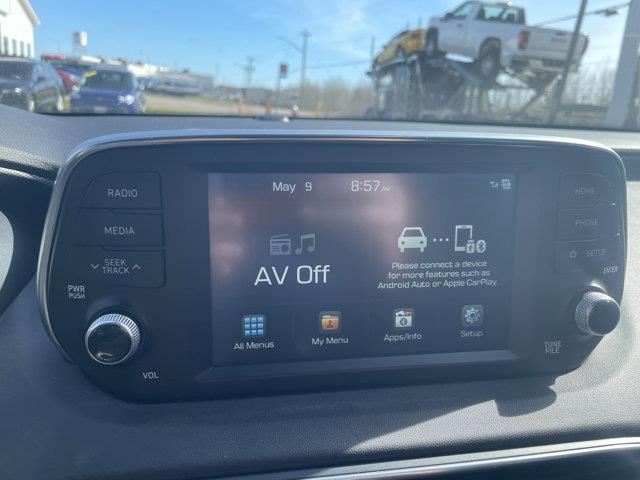 RADIO
MEDIA
SEEK
TRACK
PWR
PUSH
VOL
May 9 8:57 AM
AV Off
Please connect a device
for more features such as
Android Auto or Apple CarPlay.
All Menus
My Menu
Apps/Info
Setup
HOME
PHONE
SETUP
ENTER
TUNE
FILE